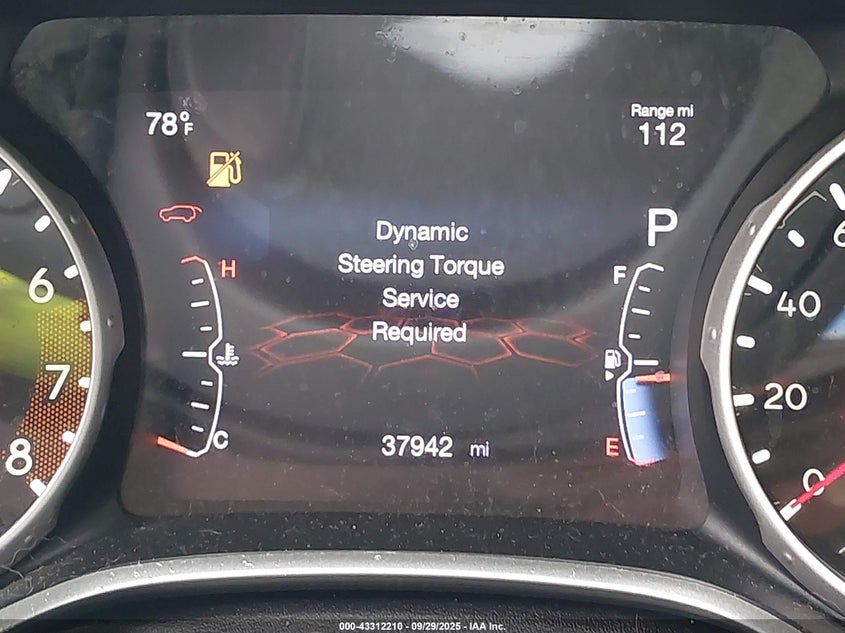 78°F
Range mi
112
P
Dynamic
Steering Torque
Service
Required
H
C
F
E
37942 mi
6
7
8
40
20
0
000-43312210 - 09/29/2025 - IAA Inc.